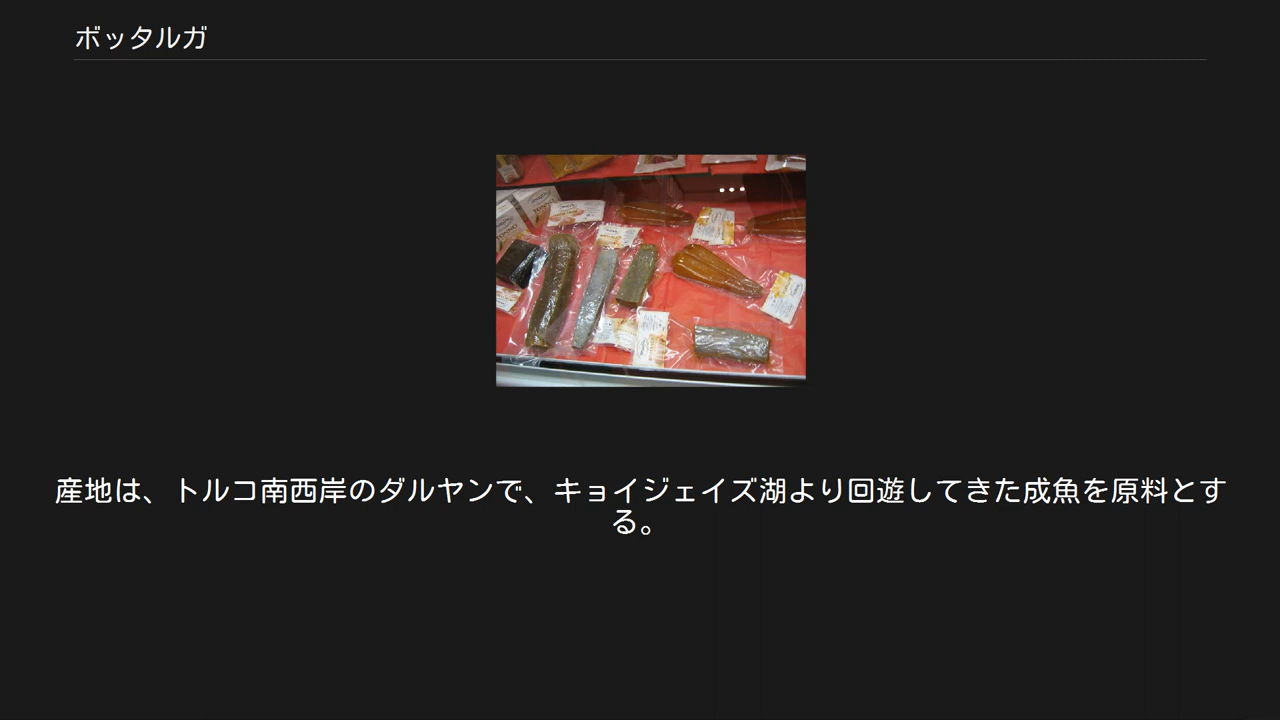 ボッタルガ
産地は、トルコ南西岸のダルヤンで、キョイジェイズ湖より回遊してきた成魚を原料とす
る。